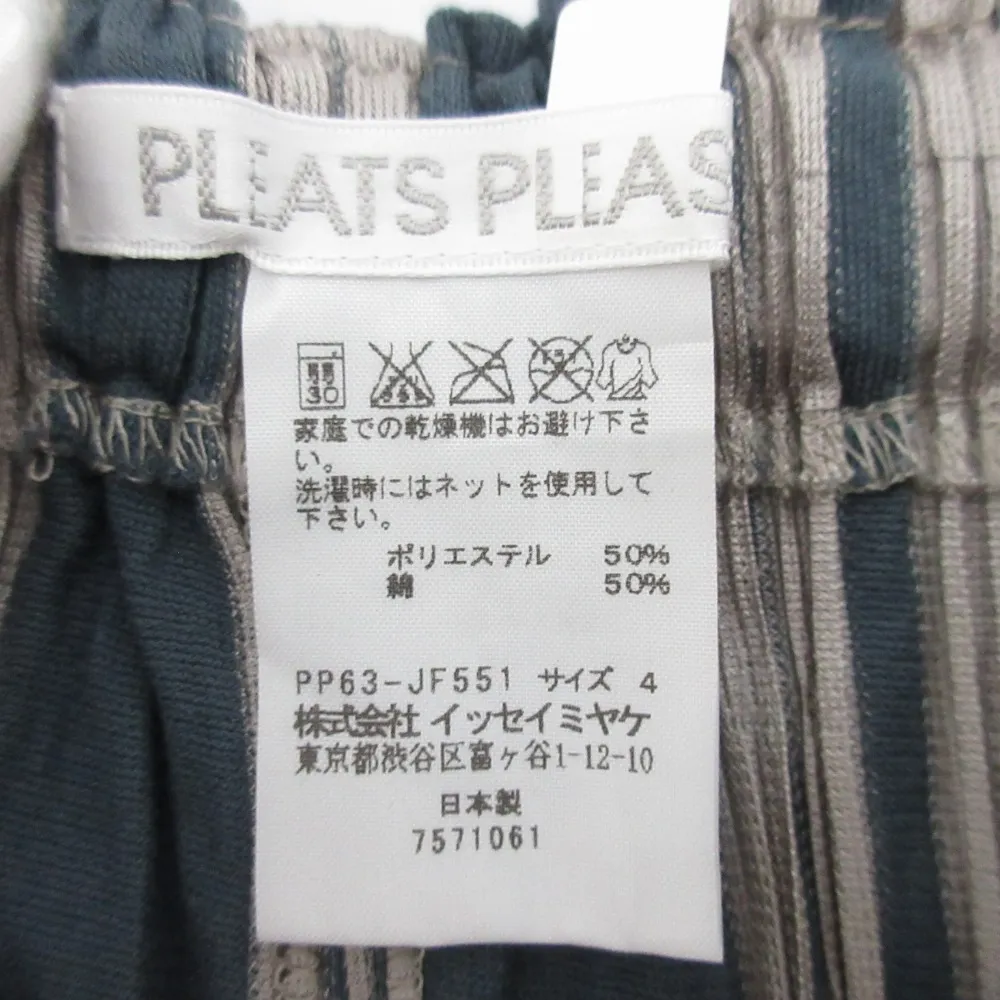 PLEATS PLEAS
30
家庭での乾燥機はお避け下さ
い。
洗濯時にはネットを使用して
下さい。
ポリエステル 50%
綿 50%
PP63-JF551 サイズ 4
株式会社 イッセイミヤケ
東京都渋谷区富ヶ谷1-12-10
日本製
7571061